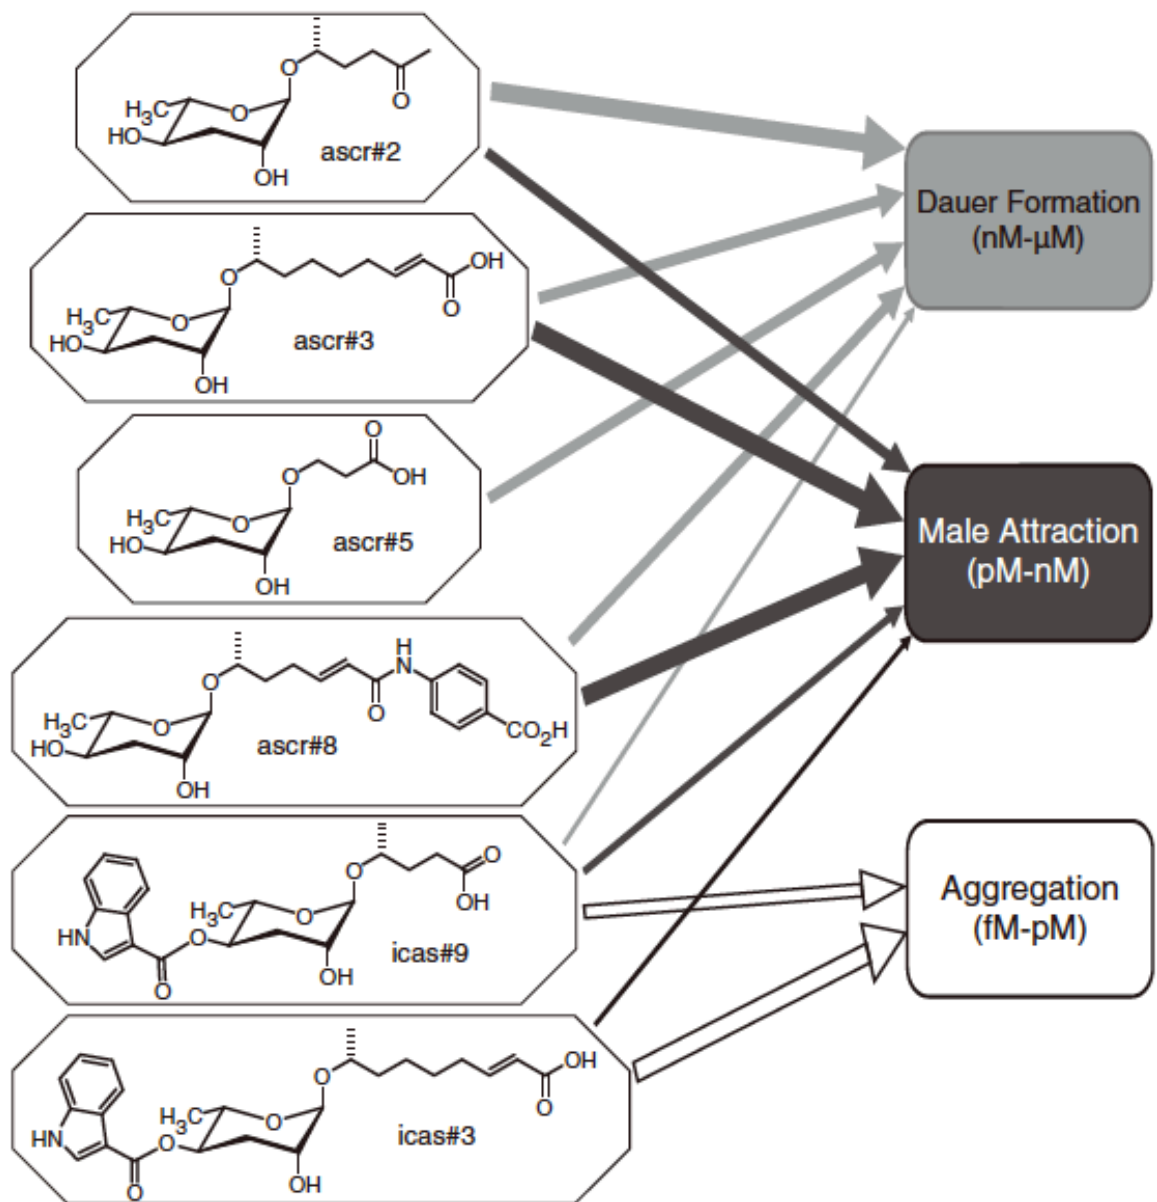 O
O
H₃C
O
HO
OH
ascr#2
Dauer Formation
(nM-µM)
O
OH
O
H₃C
O
HO
OH
ascr#3
O
O
OH
H₃C
O
HO
OH
ascr#5
Male Attraction
(pM-nM)
H
N
O
O
H₃C
O
HO
OH
CO₂H
ascr#8
O
O
OH
H₃C
O
HN
O
O
OH
icas#9
Aggregation
(fM-pM)
O
OH
O
H₃C
O
HN
O
O
OH
icas#3